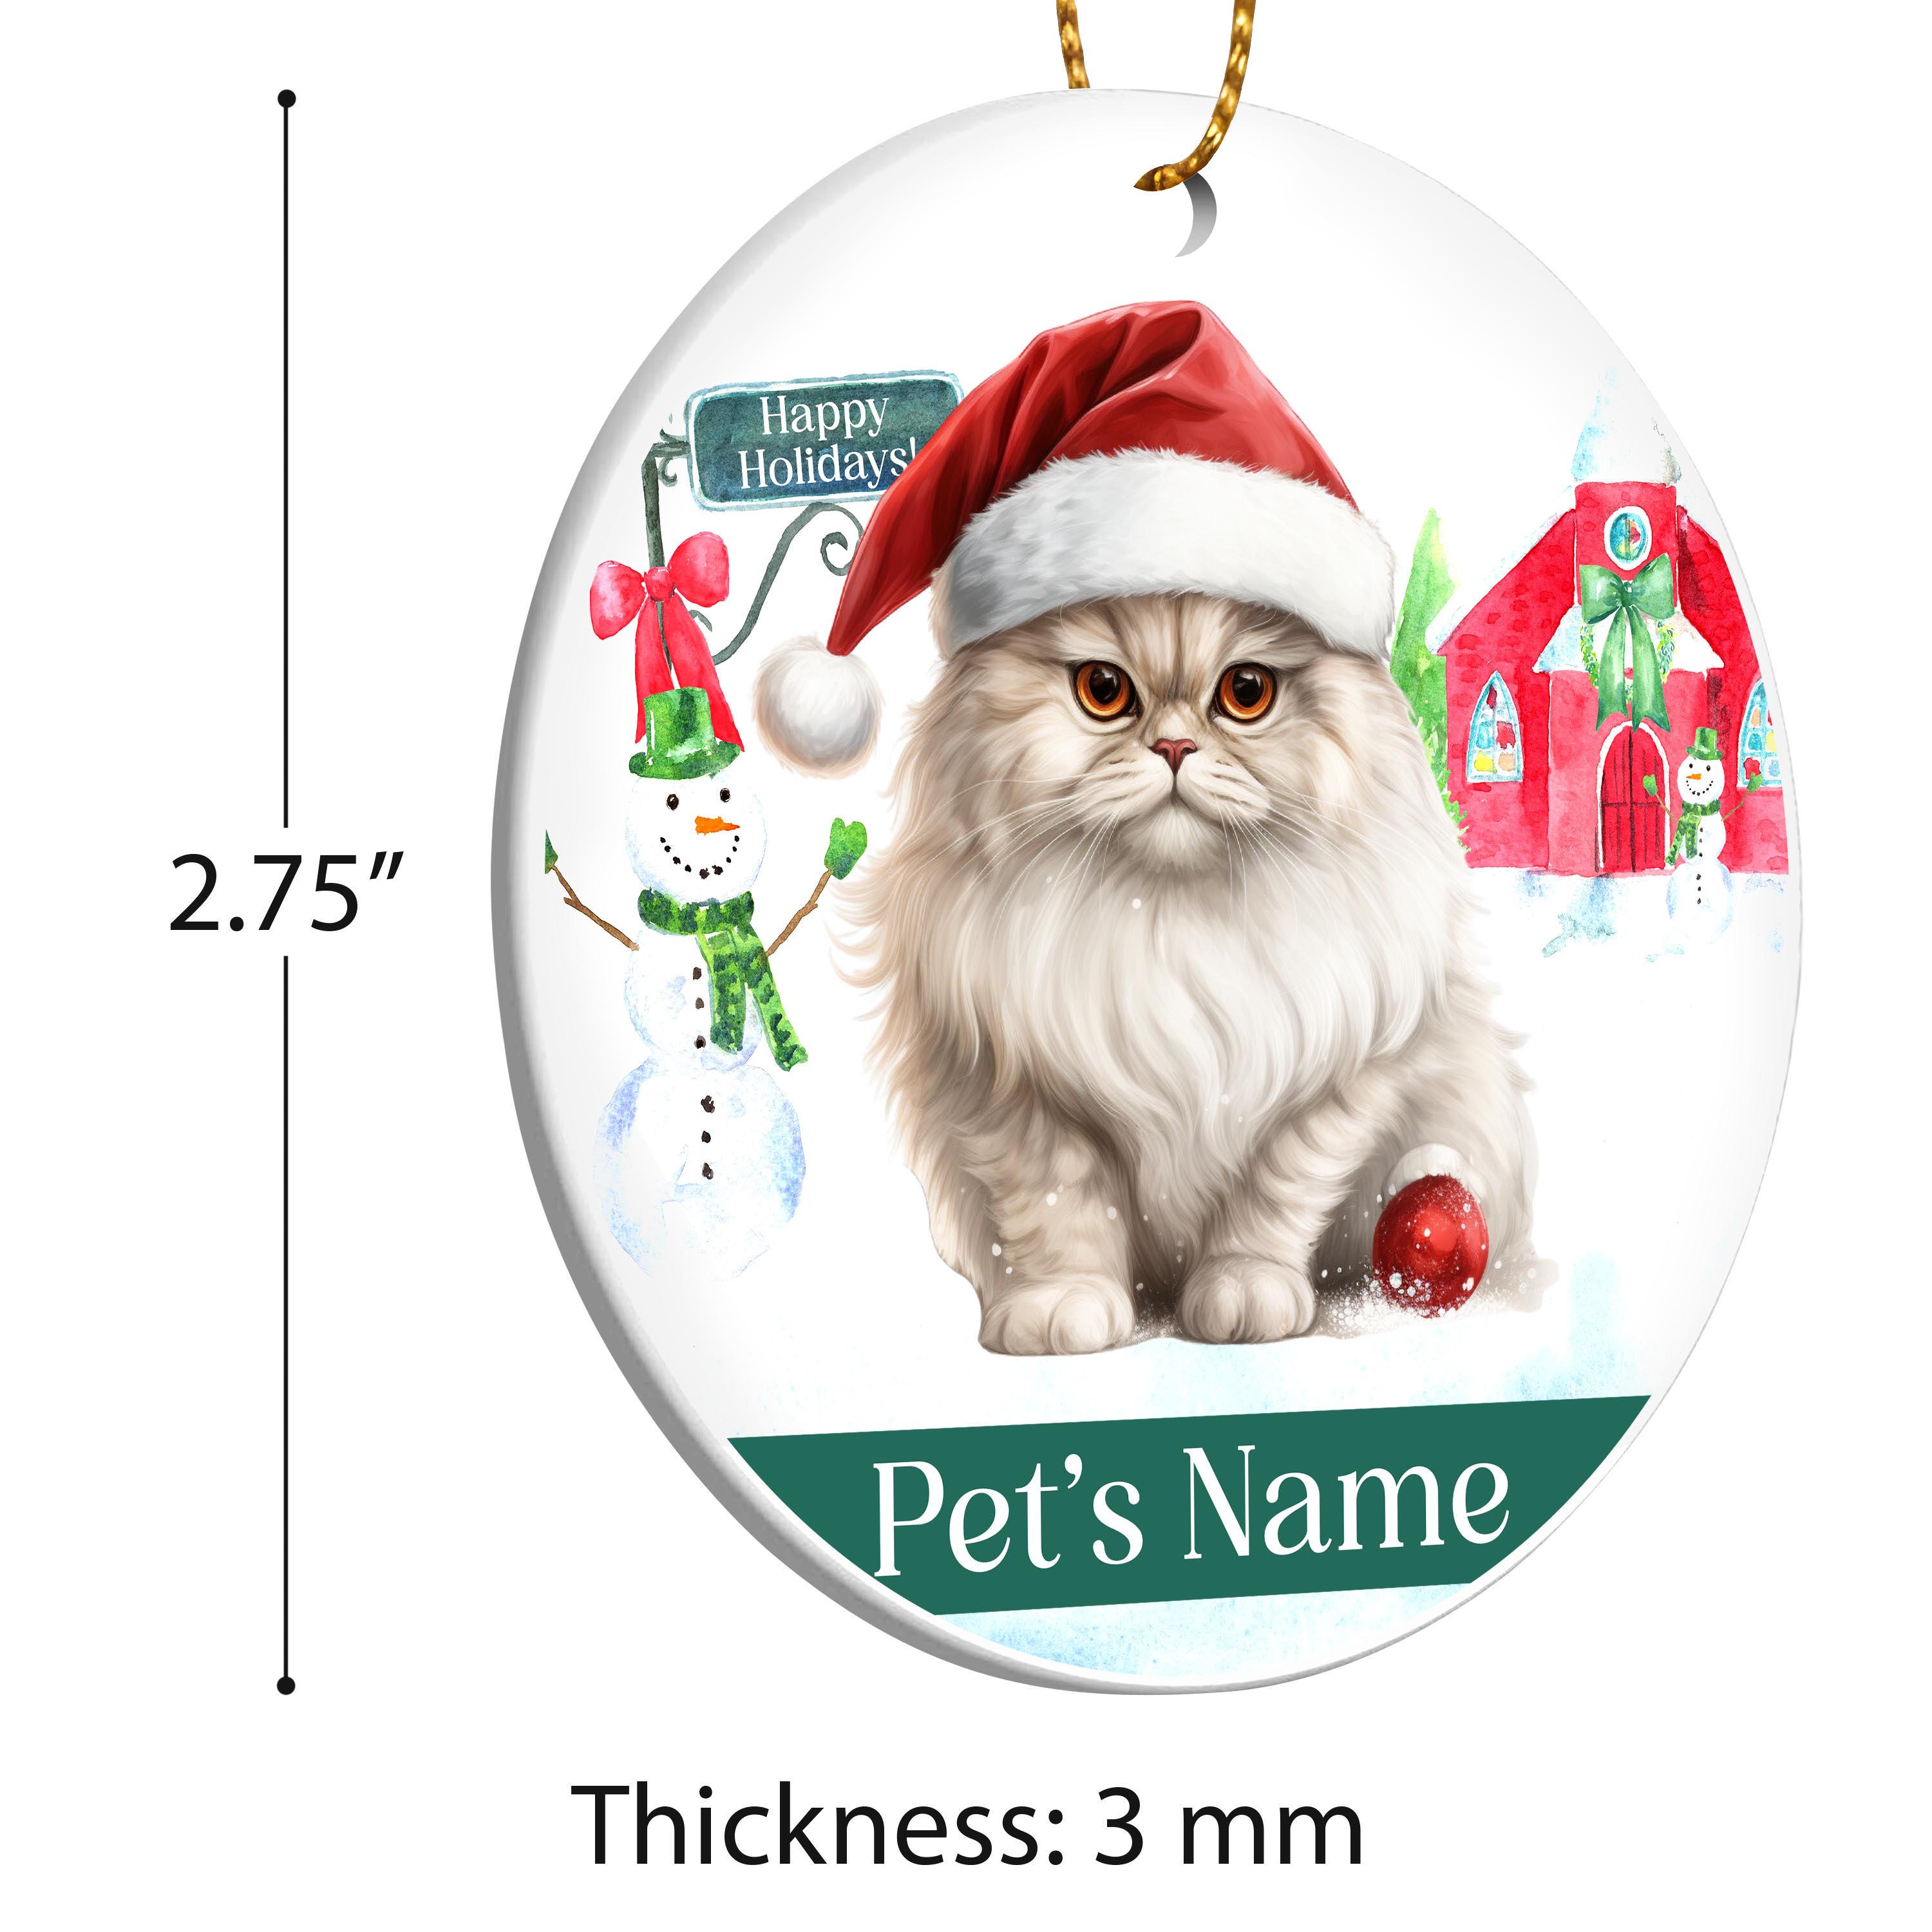 Happy
Holidays!
2.75″
Pet’s Name
Thickness: 3 mm